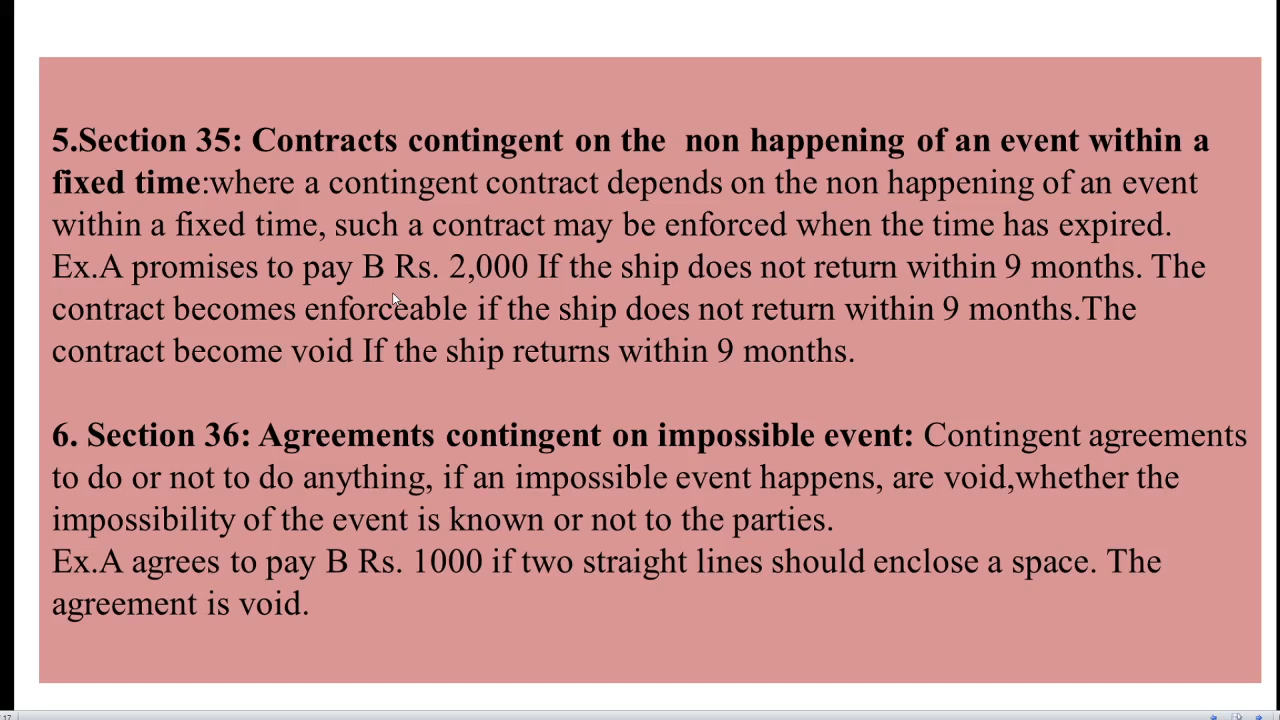 5.Section 35: Contracts contingent on the  non happening of an event within a
fixed time:where a contingent contract depends on the non happening of an event
within a fixed time, such a contract may be enforced when the time has expired.
Ex.A promises to pay B Rs. 2,000 If the ship does not return within 9 months. The
contract becomes enforceable if the ship does not return within 9 months.The
contract become void If the ship returns within 9 months.
6. Section 36: Agreements contingent on impossible event: Contingent agreements
to do or not to do anything, if an impossible event happens, are void,whether the
impossibility of the event is known or not to the parties.
Ex.A agrees to pay B Rs. 1000 if two straight lines should enclose a space. The
agreement is void.
17